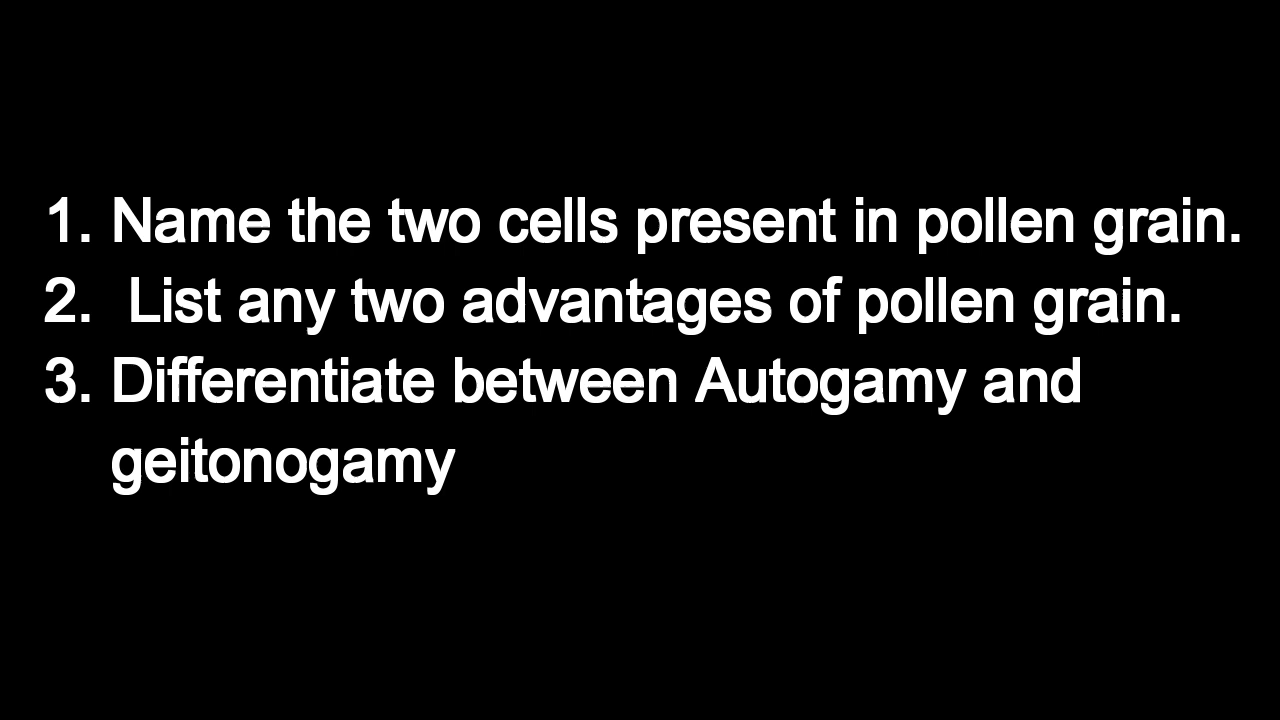 1. Name the two cells present in pollen grain.
2.  List any two advantages of pollen grain.
3. Differentiate between Autogamy and
geitonogamy